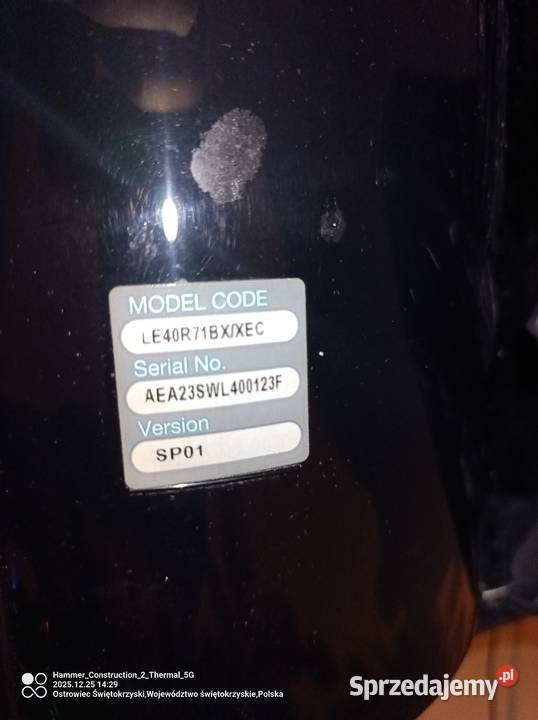 MODEL CODE
LE40R71BX/XEC
Serial No.
AEA23SWL400123F
Version
SP01
Hammer_Construction_2_Thermal_5G
2025.12.25 14:29
Ostrowiec Świętokrzyski,Województwo świętokrzyskie,Polska
Sprzedajemy.pl